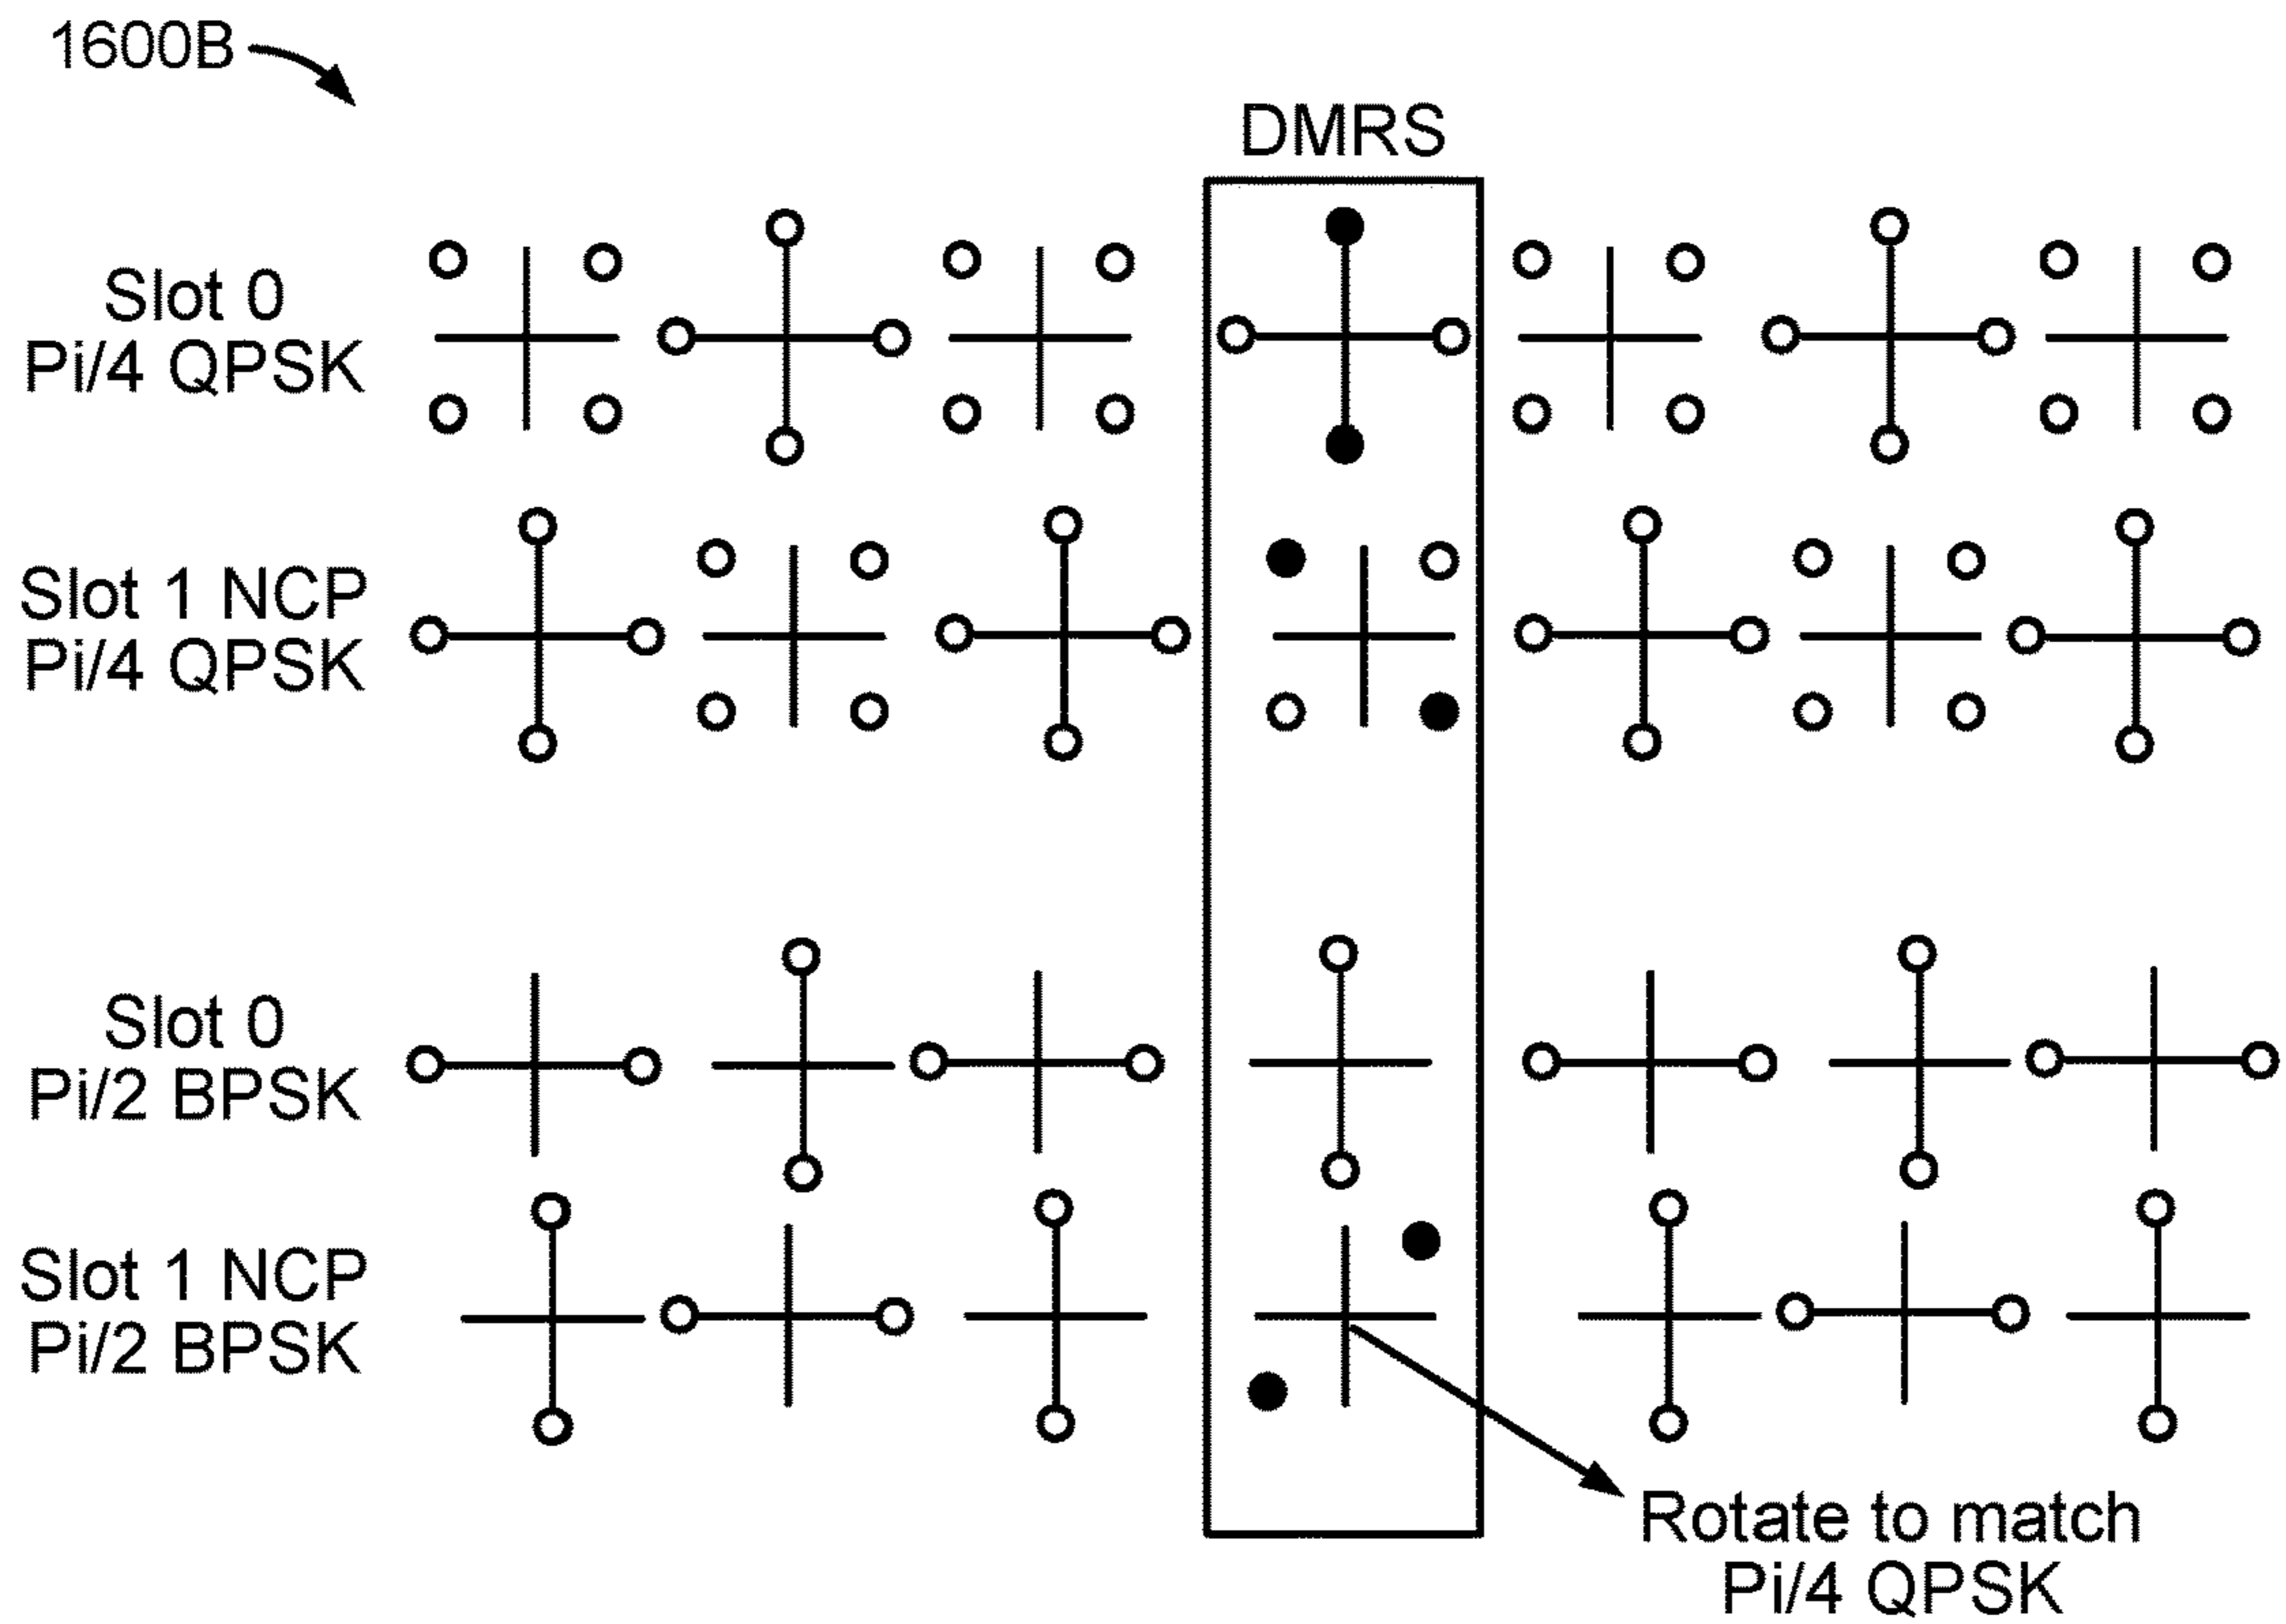 1600B
DMRS
Slot 0
Pi/4 QPSK
Slot 1 NCP
Pi/4 QPSK
Slot 0
Pi/2 BPSK
Slot 1 NCP
Pi/2 BPSK
Rotate to match
Pi/4 QPSK